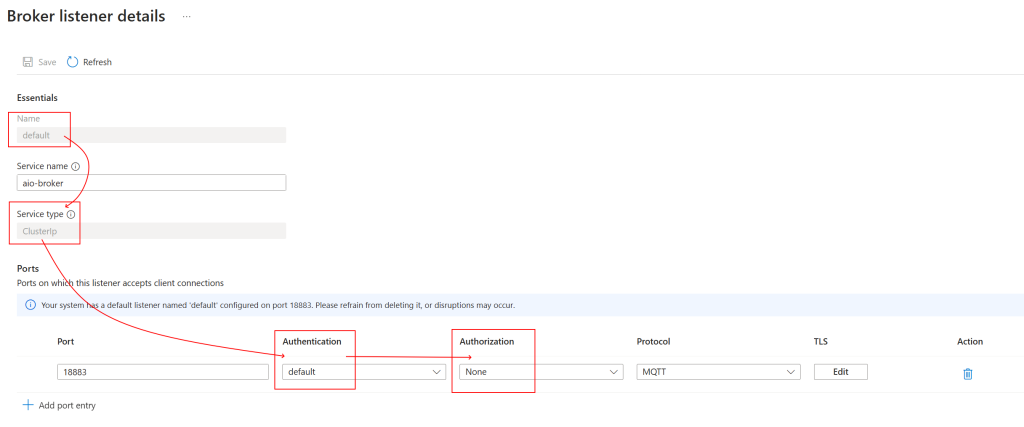 Broker listener details ...
Save Refresh
Essentials
Name
default
Service name
aio-broker
Service type
ClusterIp
Ports
Ports on which this listener accepts client connections
Your system has a default listener named 'default' configured on port 18883. Please refrain from deleting it, or disruptions may occur.
Port Authentication Authorization Protocol TLS Action
18883 default None MQTT Edit
Add port entry